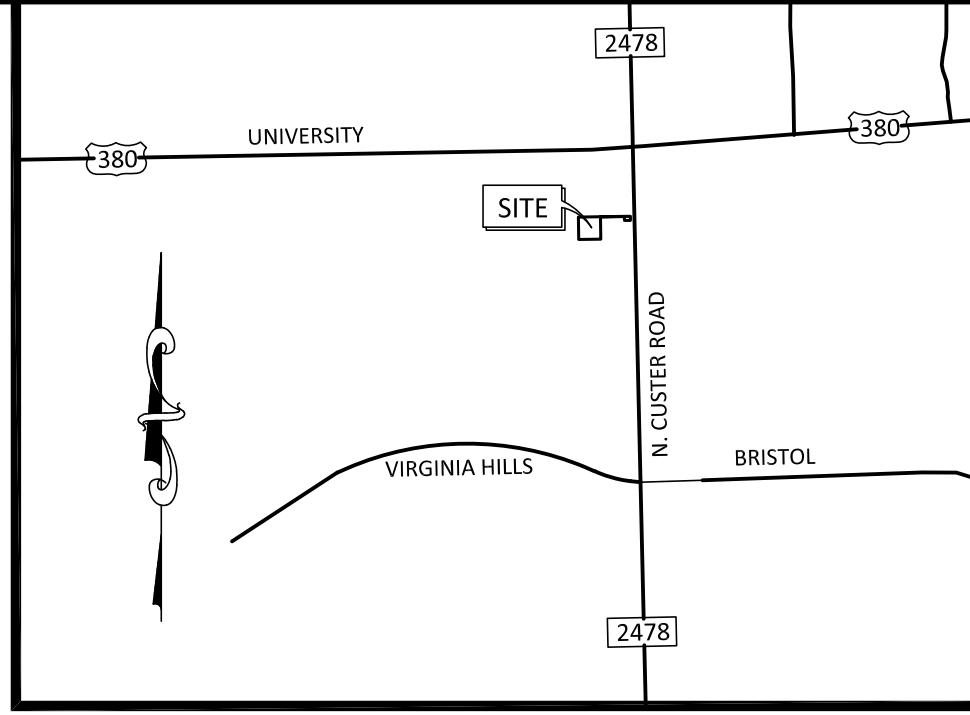 2478
UNIVERSITY
380
380
SITE
N. CUSTER ROAD
BRISTOL
VIRGINIA HILLS
2478